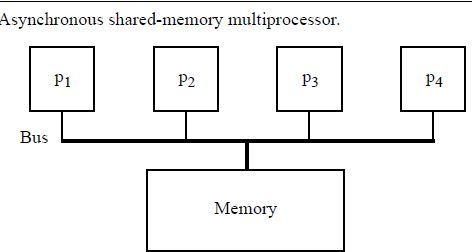 Asynchronous shared-memory multiprocessor.
p1 p2 p3 p4
Bus
Memory